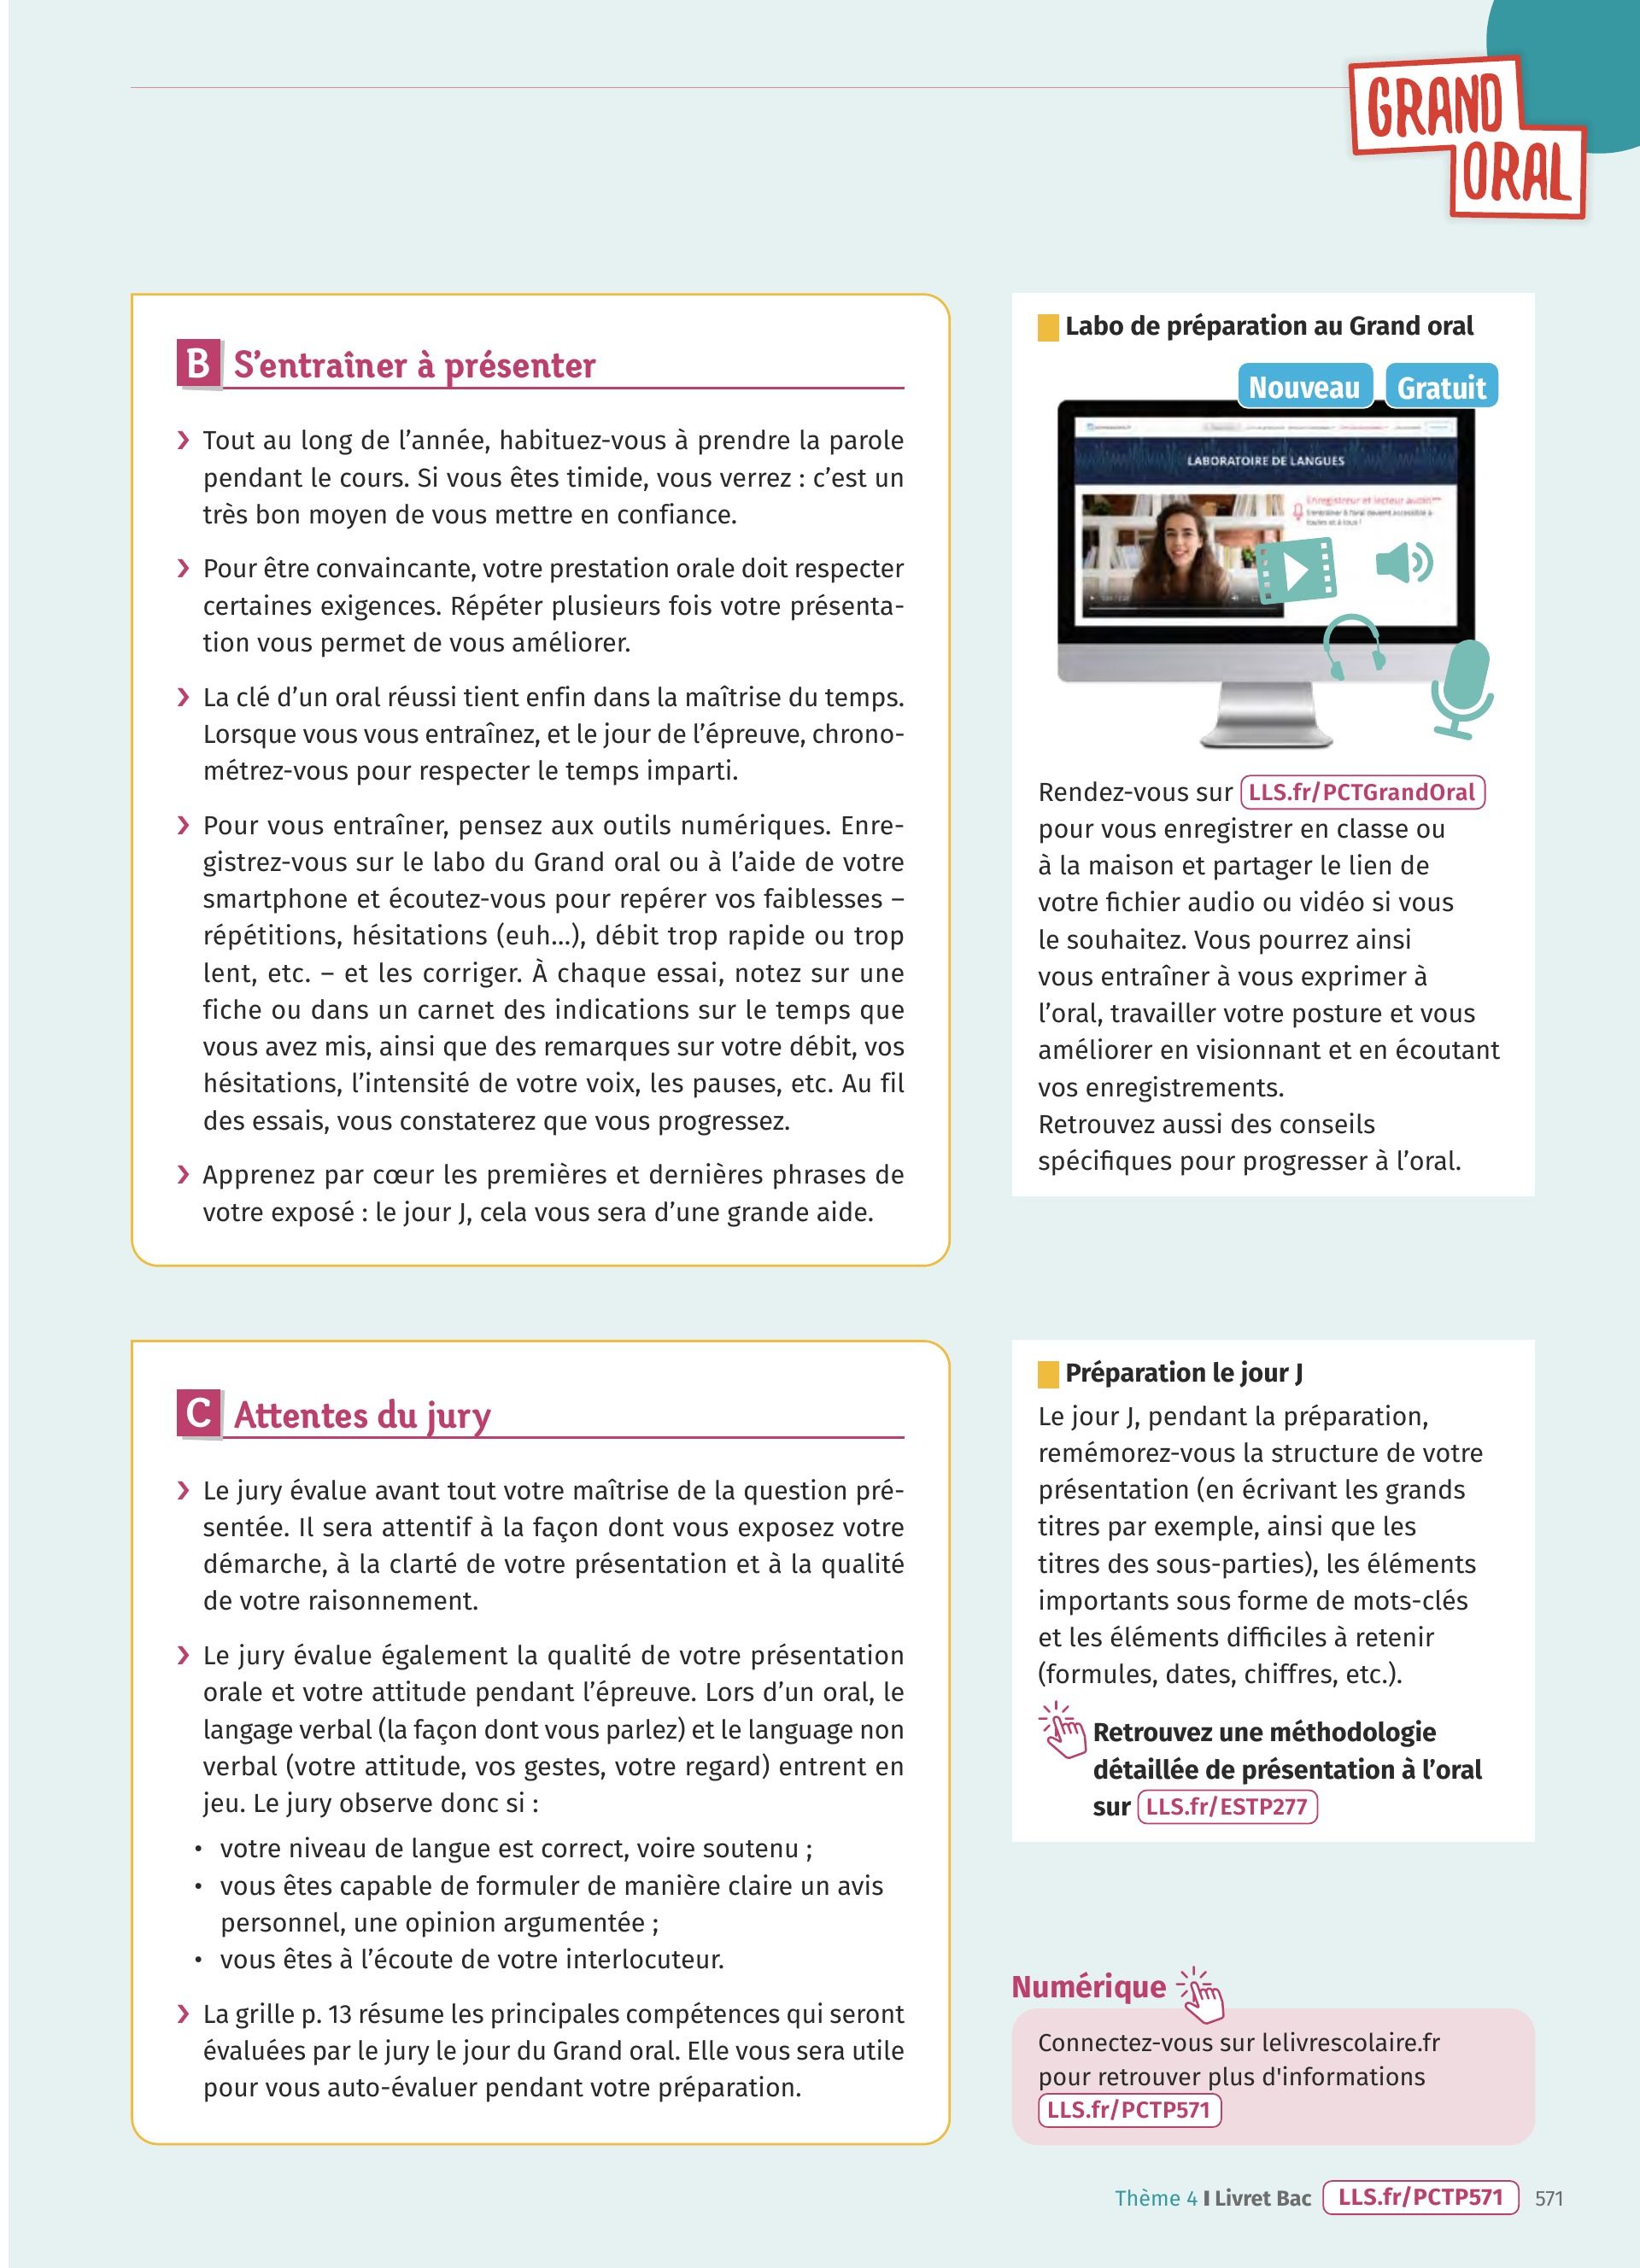 GRAND
ORAL
B S’entraîner à présenter
❯ Tout au long de l’année, habituez-vous à prendre la parole
pendant le cours. Si vous êtes timide, vous verrez : c’est un
très bon moyen de vous mettre en confiance.
❯ Pour être convaincante, votre prestation orale doit respecter
certaines exigences. Répéter plusieurs fois votre présenta-
tion vous permet de vous améliorer.
❯ La clé d’un oral réussi tient enfin dans la maîtrise du temps.
Lorsque vous vous entraînez, et le jour de l’épreuve, chrono-
métrez-vous pour respecter le temps imparti.
❯ Pour vous entraîner, pensez aux outils numériques. Enre-
gistrez-vous sur le labo du Grand oral ou à l’aide de votre
smartphone et écoutez-vous pour repérer vos faiblesses –
répétitions, hésitations (euh…), débit trop rapide ou trop
lent, etc. – et les corriger. À chaque essai, notez sur une
fiche ou dans un carnet des indications sur le temps que
vous avez mis, ainsi que des remarques sur votre débit, vos
hésitations, l’intensité de votre voix, les pauses, etc. Au fil
des essais, vous constaterez que vous progressez.
❯ Apprenez par cœur les premières et dernières phrases de
votre exposé : le jour J, cela vous sera d’une grande aide.
Labo de préparation au Grand oral
Nouveau Gratuit
LABORATOIRE DE LANGUES
Enregistreur et lecteur audio
S'entraîner à l'oral devient accessible à
toutes et à tous !
Rendez-vous sur LLS.fr/PCTGrandOral
pour vous enregistrer en classe ou
à la maison et partager le lien de
votre fichier audio ou vidéo si vous
le souhaitez. Vous pourrez ainsi
vous entraîner à vous exprimer à
l’oral, travailler votre posture et vous
améliorer en visionnant et en écoutant
vos enregistrements.
Retrouvez aussi des conseils
spécifiques pour progresser à l’oral.
C Attentes du jury
❯ Le jury évalue avant tout votre maîtrise de la question pré-
sentée. Il sera attentif à la façon dont vous exposez votre
démarche, à la clarté de votre présentation et à la qualité
de votre raisonnement.
❯ Le jury évalue également la qualité de votre présentation
orale et votre attitude pendant l’épreuve. Lors d’un oral, le
langage verbal (la façon dont vous parlez) et le language non
verbal (votre attitude, vos gestes, votre regard) entrent en
jeu. Le jury observe donc si :
• votre niveau de langue est correct, voire soutenu ;
• vous êtes capable de formuler de manière claire un avis
personnel, une opinion argumentée ;
• vous êtes à l’écoute de votre interlocuteur.
❯ La grille p. 13 résume les principales compétences qui seront
évaluées par le jury le jour du Grand oral. Elle vous sera utile
pour vous auto-évaluer pendant votre préparation.
Préparation le jour J
Le jour J, pendant la préparation,
remémorez-vous la structure de votre
présentation (en écrivant les grands
titres par exemple, ainsi que les
titres des sous-parties), les éléments
importants sous forme de mots-clés
et les éléments difficiles à retenir
(formules, dates, chiffres, etc.).
Retrouvez une méthodologie
détaillée de présentation à l’oral
sur LLS.fr/ESTP277
Numérique
Connectez-vous sur lelivrescolaire.fr
pour retrouver plus d'informations
LLS.fr/PCTP571
Thème 4 I Livret Bac LLS.fr/PCTP571 571